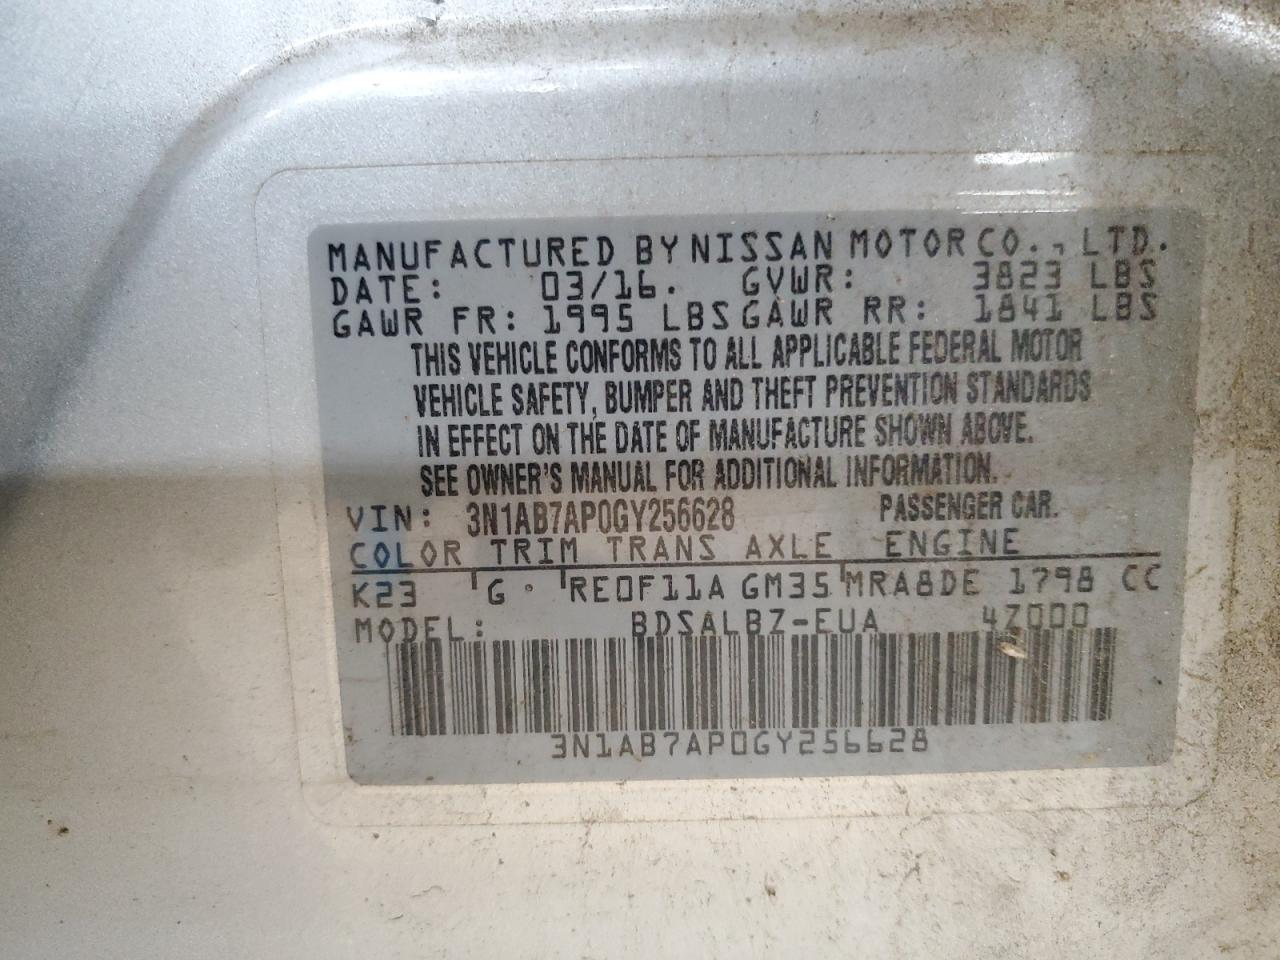 MANUFACTURED BY NISSAN MOTOR CO., LTD.
DATE: 03/16. GVWR: 3823 LBS
GAWR FR: 1995 LBS GAWR RR: 1841 LBS
THIS VEHICLE CONFORMS TO ALL APPLICABLE FEDERAL MOTOR
VEHICLE SAFETY, BUMPER AND THEFT PREVENTION STANDARDS
IN EFFECT ON THE DATE OF MANUFACTURE SHOWN ABOVE.
SEE OWNER'S MANUAL FOR ADDITIONAL INFORMATION.
VIN: 3N1AB7AP0GY256628 PASSENGER CAR.
COLOR TRIM TRANS AXLE ENGINE
K23 G RE0F11A GM35 MRA8DE 1798 CC
MODEL: BDSALBZ-EUA 4Z000
3N1AB7AP0GY256628